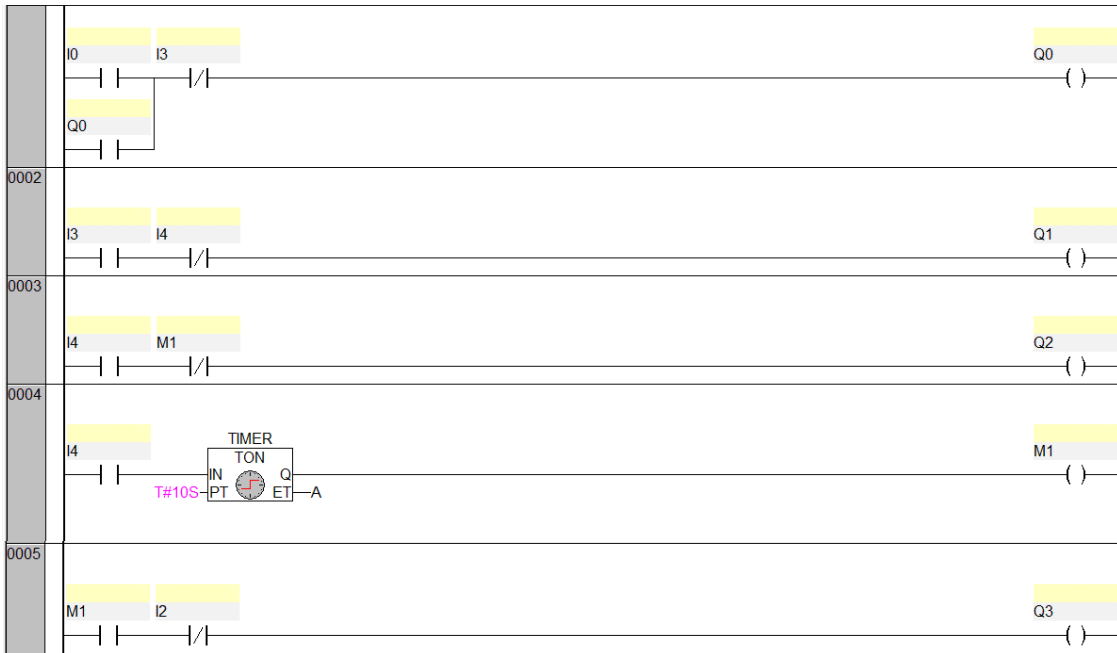 I0 I3 Q0
Q0
0002
I3 I4 Q1
0003
I4 M1 Q2
0004
I4 TIMER M1
TON
IN Q
T#10S PT ET A
0005
M1 I2 Q3